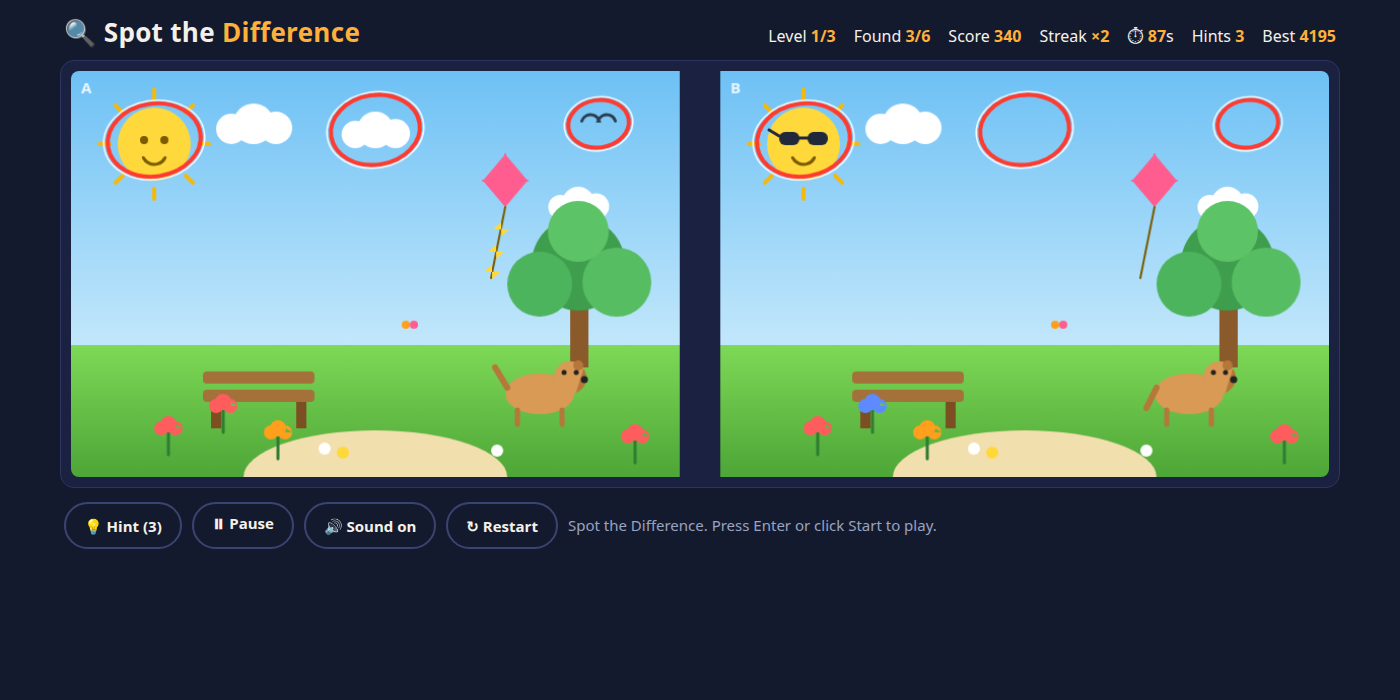 🔍 Spot the Difference
Level 1/3 Found 3/6 Score 340 Streak ×2 ⏱ 87s Hints 3 Best 4195
A
B
💡 Hint (3)
⏸ Pause
🔊 Sound on
↻ Restart
Spot the Difference. Press Enter or click Start to play.